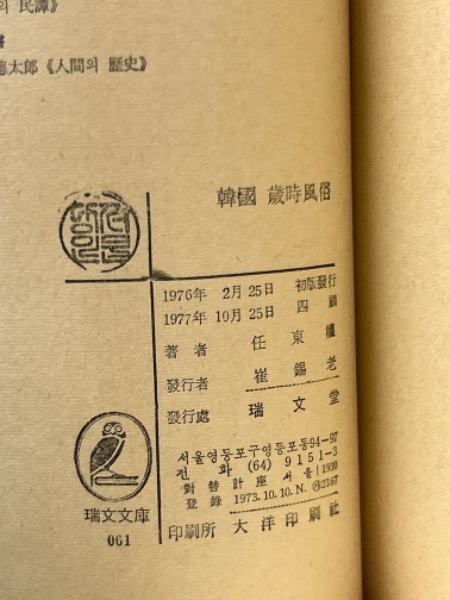 의 民譚》
太郎 《人間의 歷史》
韓國 歲時風俗
1976年 2月 25日 初版發行
1977年 10月 25日 四刷
著者 任東權
發行者 崔錫老
發行處 瑞文堂
서울영등포구영등포동94-97
전화 (64) 9151-3
對替計座 서울 1930
登錄 1973.10.10.N. 2367
印刷所 大洋印刷社
瑞文文庫
061